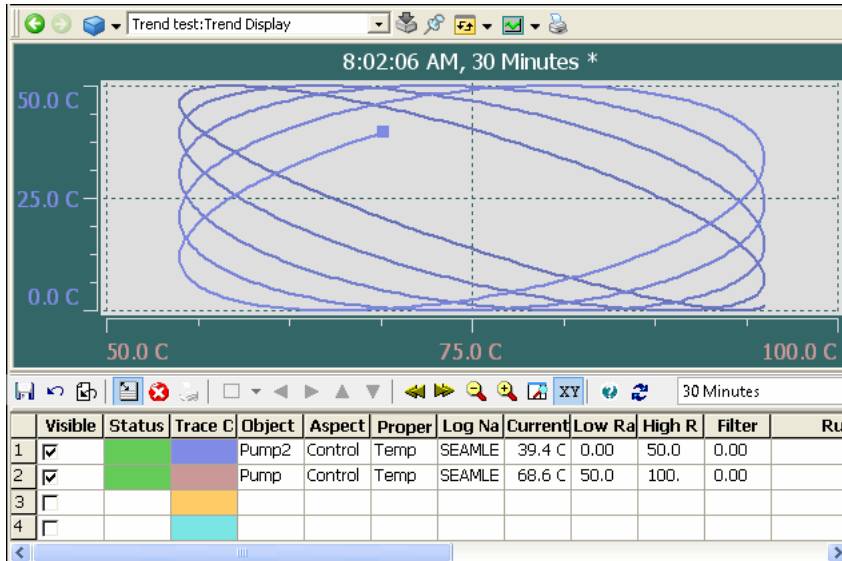 Trend test:Trend Display
8:02:06 AM, 30 Minutes *
50.0 C
25.0 C
0.0 C
50.0 C 75.0 C 100.0 C
XY 30 Minutes
Visible Status Trace C Object Aspect Proper Log Na Current Low Ra High R Filter Ru
1 Pump2 Control Temp SEAMLE 39.4 C 0.00 50.0 0.00
2 Pump Control Temp SEAMLE 68.6 C 50.0 100. 0.00
3
4